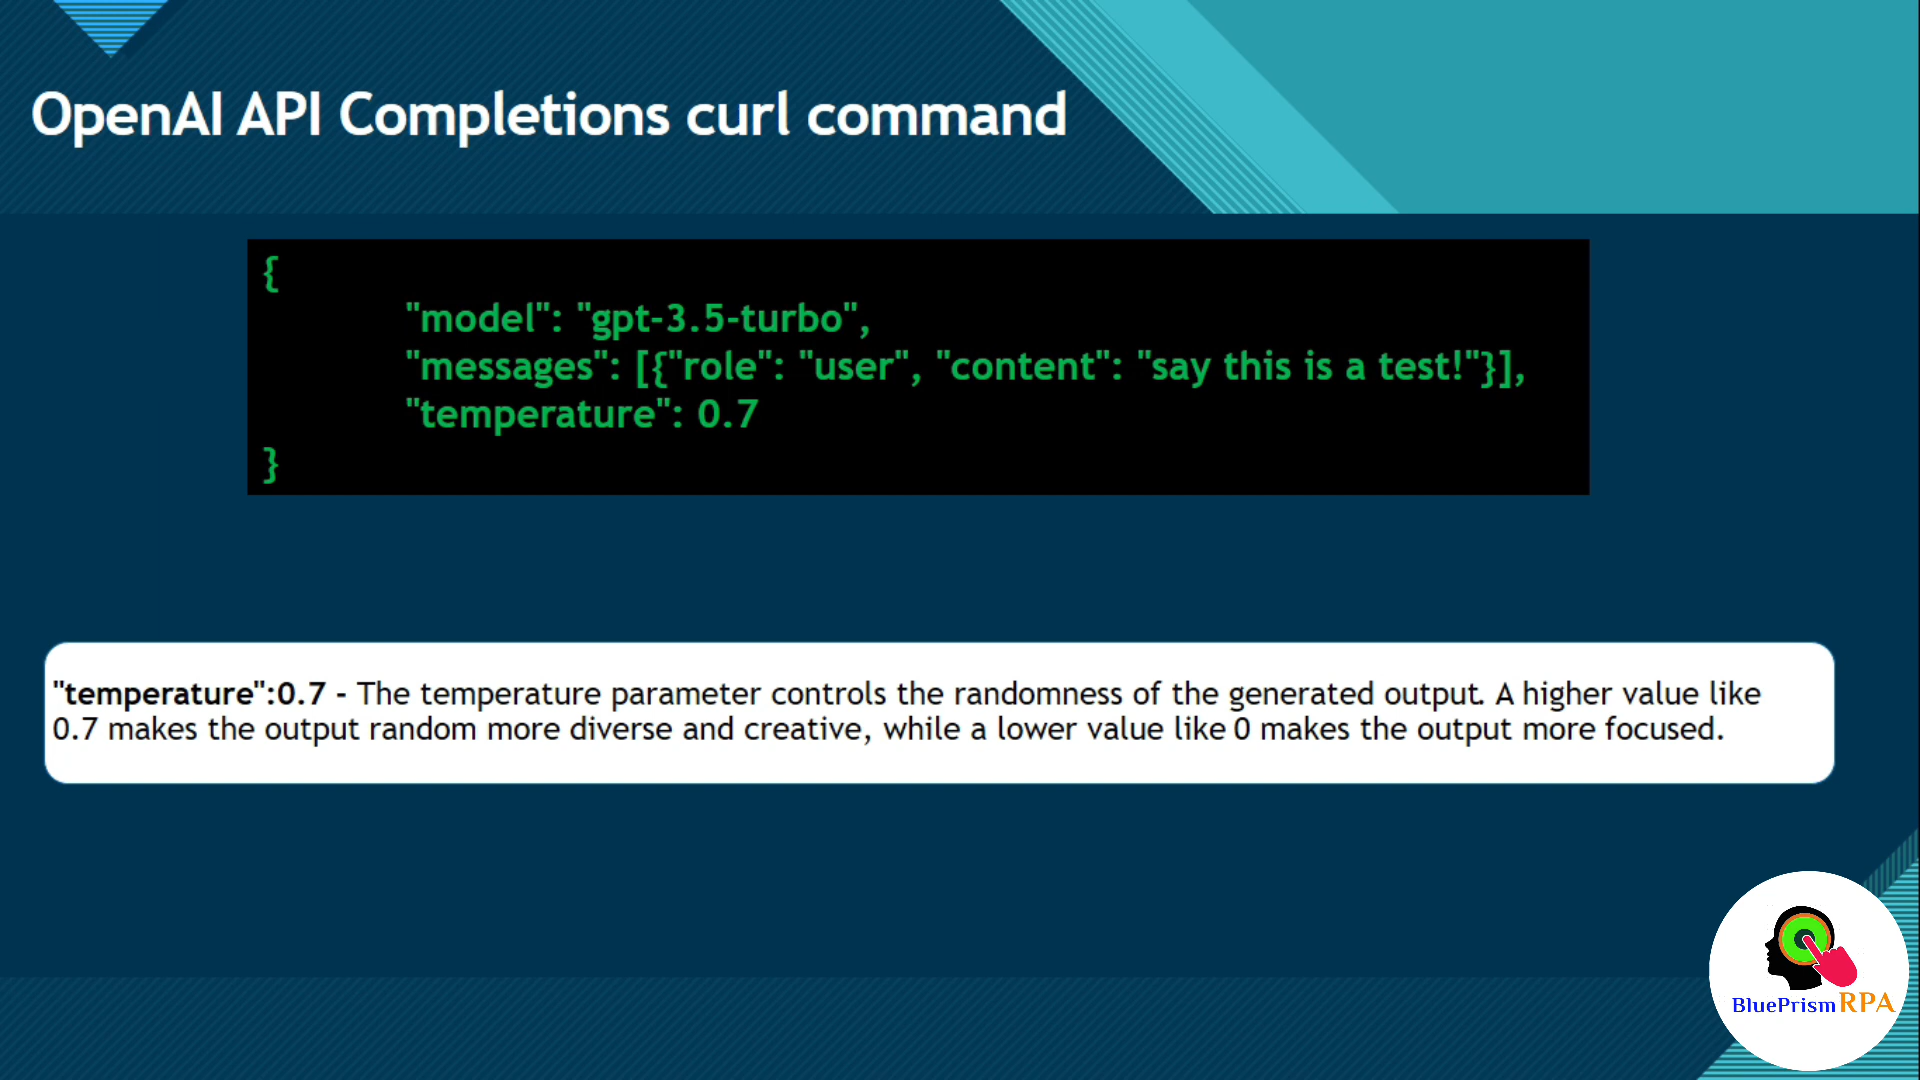 OpenAI API Completions curl command
{
"model": "gpt-3.5-turbo",
"messages": [{"role": "user", "content": "say this is a test!"}],
"temperature": 0.7
}
"temperature":0.7 - The temperature parameter controls the randomness of the generated output. A higher value like
0.7 makes the output random more diverse and creative, while a lower value like 0 makes the output more focused.
BluePrismRPA